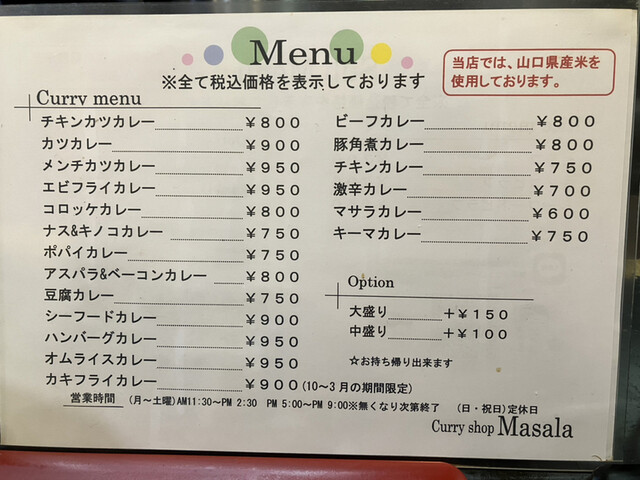 Menu
※全て税込価格を表示しております
当店では、山口県産米を
使用しております。
Curry menu
チキンカツカレー ￥８００
カツカレー ￥９００
メンチカツカレー ￥９５０
エビフライカレー ￥９５０
コロッケカレー ￥８００
ナス&キノコカレー ￥７５０
ポパイカレー ￥７５０
アスパラ&ベーコンカレー ￥８００
豆腐カレー ￥７５０
シーフードカレー ￥９００
ハンバーグカレー ￥９５０
オムライスカレー ￥９５０
カキフライカレー ￥９００(10～３月の期間限定)
ビーフカレー ￥８００
豚角煮カレー ￥８００
チキンカレー ￥７５０
激辛カレー ￥７００
マサラカレー ￥６００
キーマカレー ￥７５０
Option
大盛り ＋￥１５０
中盛り ＋￥１００
☆お持ち帰り出来ます
営業時間 (月～土曜)AM11:30～PM 2:30 PM 5:00～PM 9:00※無くなり次第終了 (日・祝日)定休日
Curry shop Masala